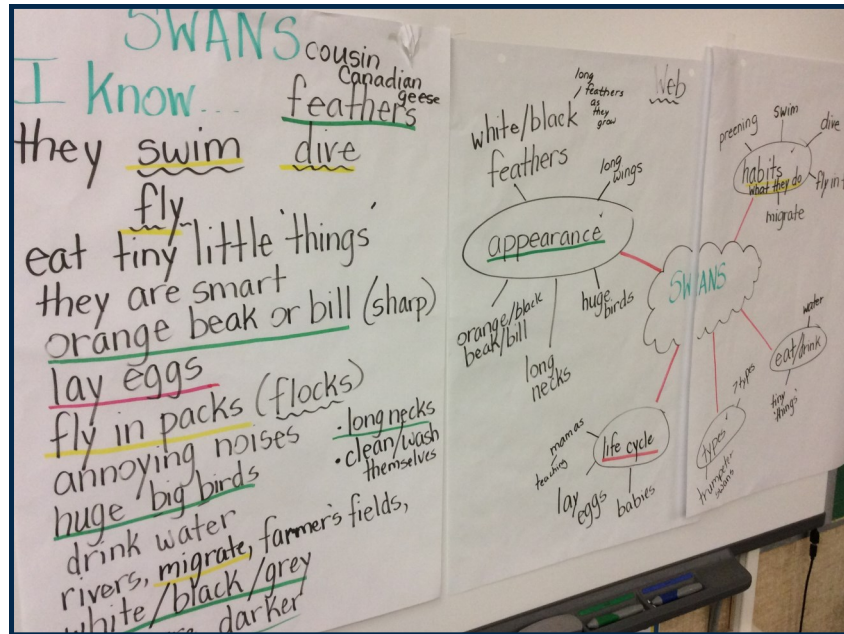 SWANS
I know...
cousin
Canadian
geese
feathers
they swim dive
fly
eat tiny little 'things'
they are smart
orange beak or bill (sharp)
lay eggs
fly in packs (flocks)
annoying noises
• long necks
• clean/wash
themselves
huge big birds
drink water
rivers, migrate, farmer's fields,
white/black/grey
darker
Web
white/black
feathers
long
feathers
as
they
grow
long
wings
appearance
orange/black
beak/bill
long
necks
huge
birds
SWANS
habits
what they do
preening
swim
dive
fly in
migrate
eat/drink
water
tiny
'things'
types
7 types
trumpeter
swans
life cycle
mamas
teaching
lay
eggs
babies